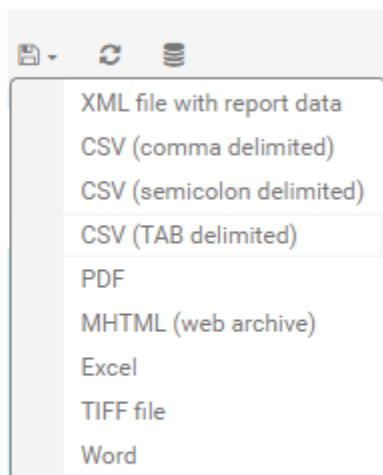 XML file with report data
CSV (comma delimited)
CSV (semicolon delimited)
CSV (TAB delimited)
PDF
MHTML (web archive)
Excel
TIFF file
Word